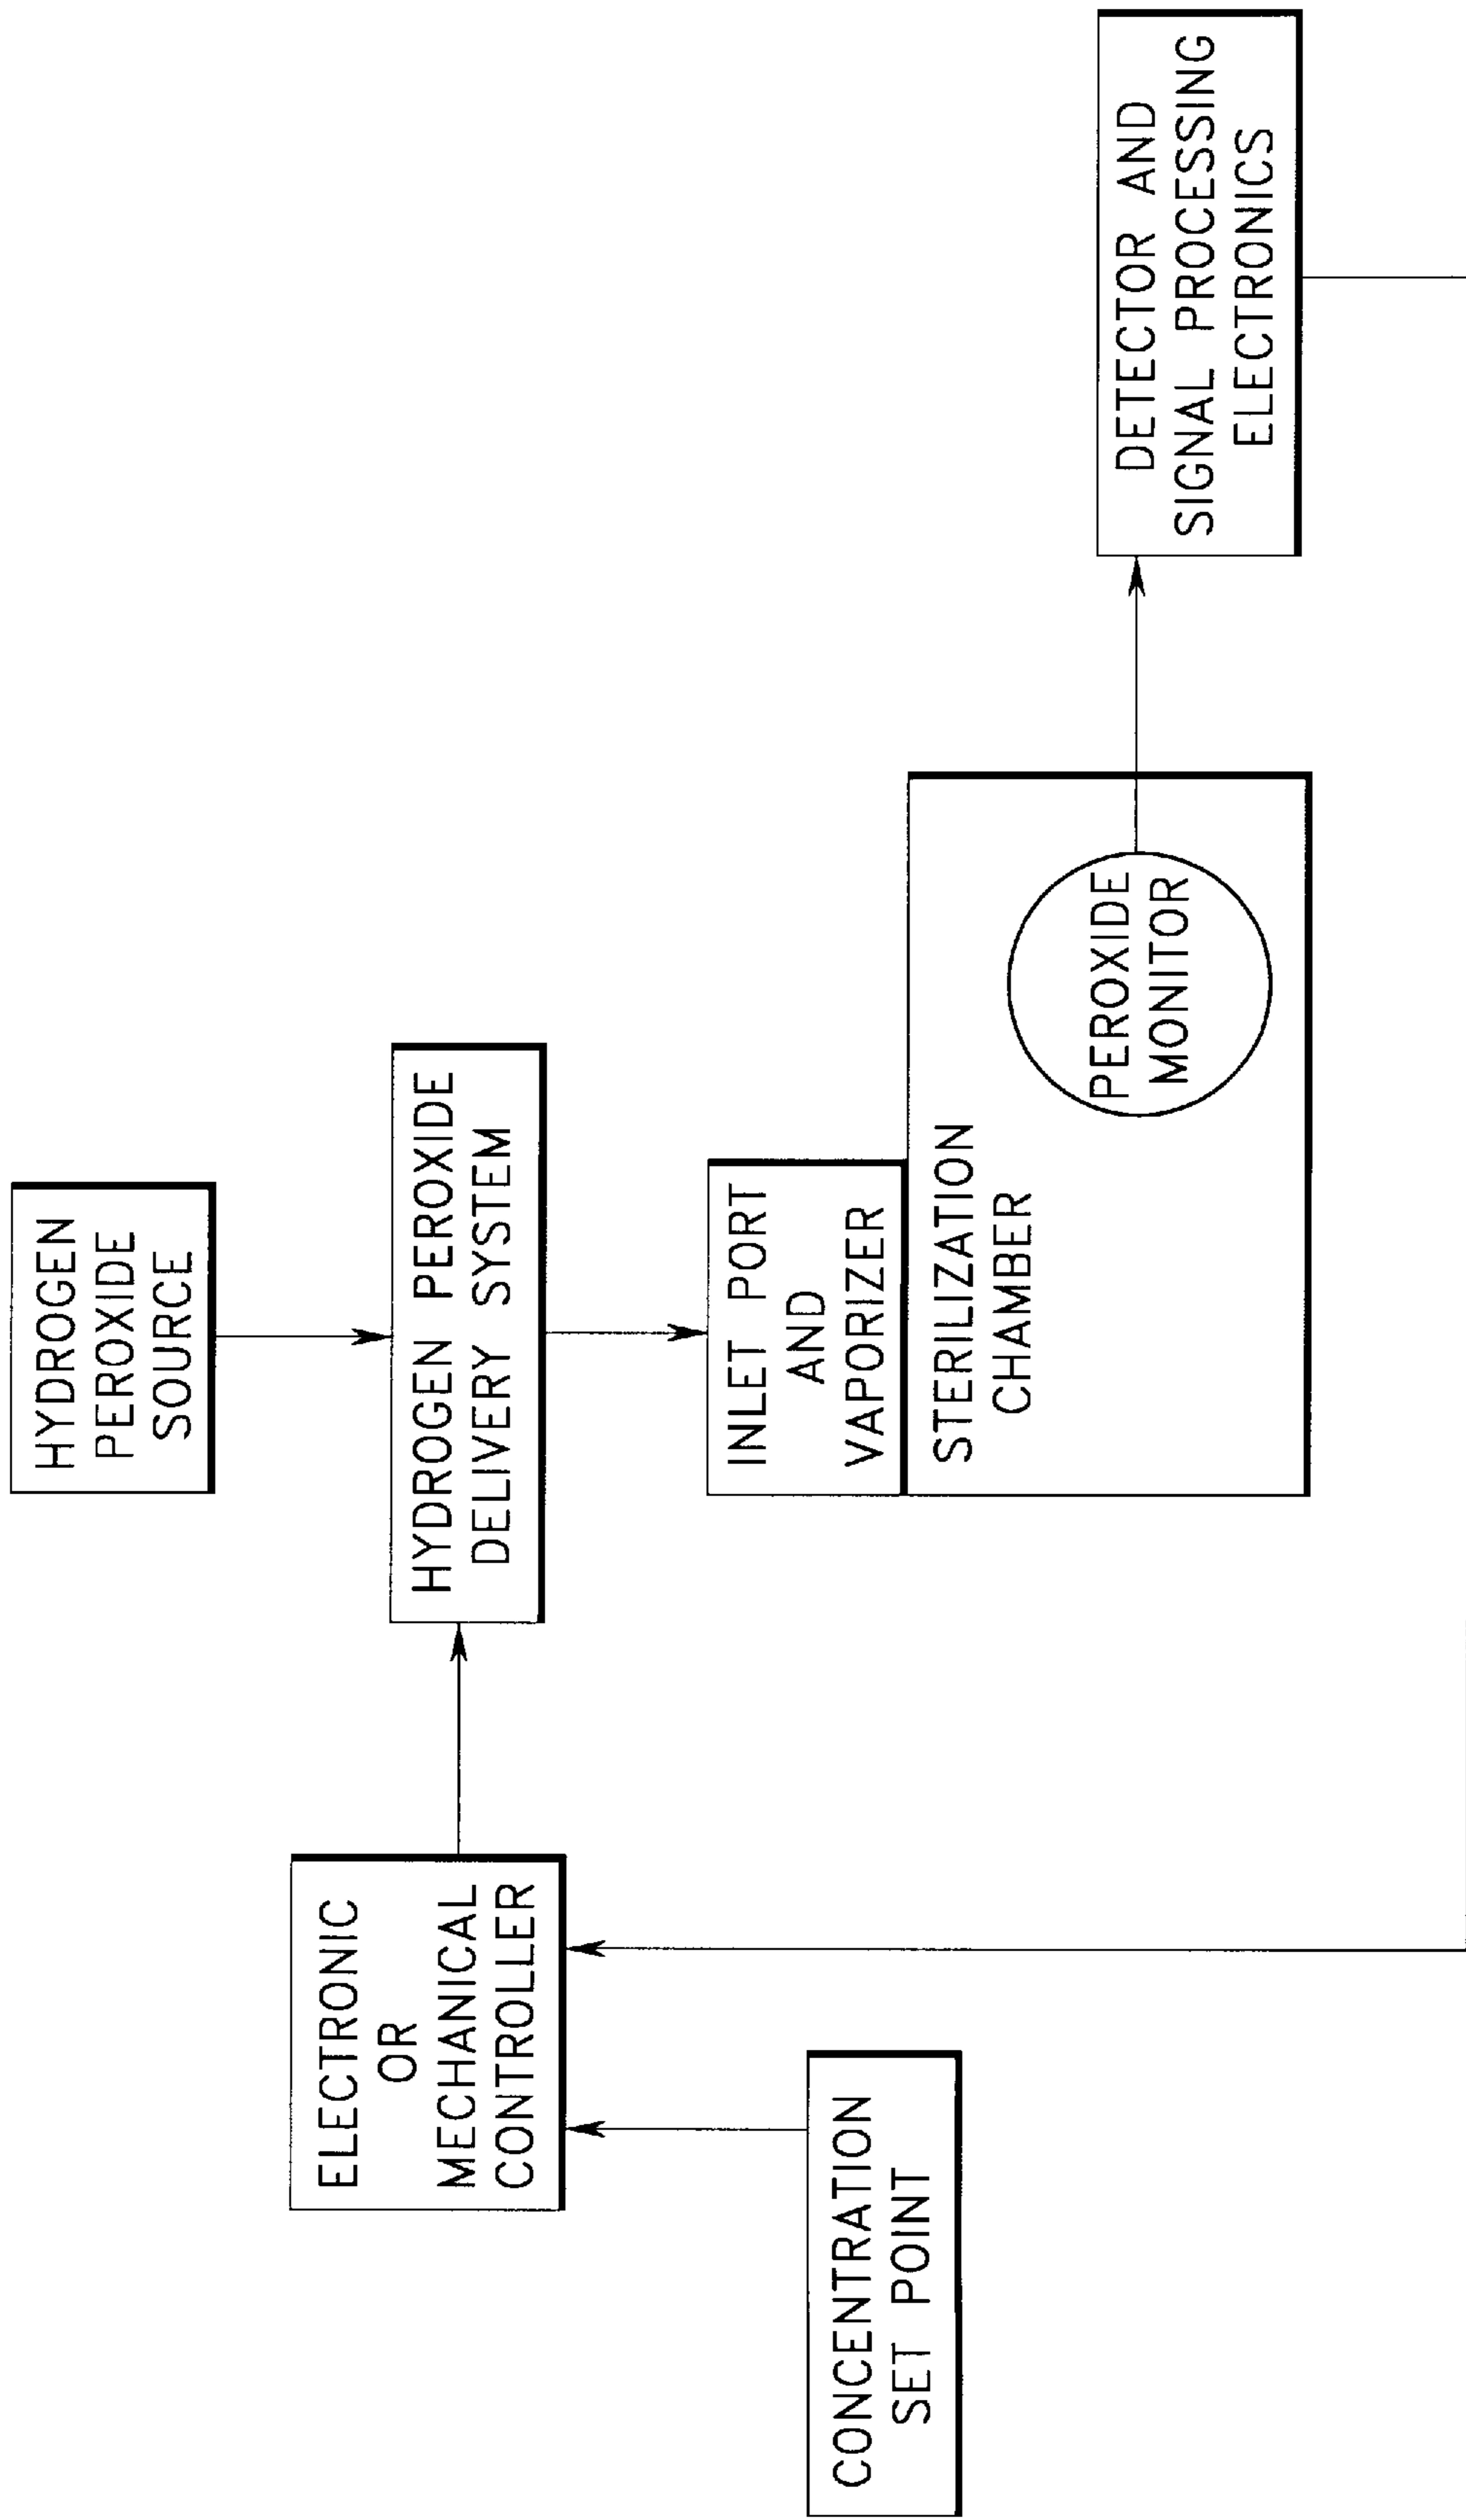 HYDROGEN
PEROXIDE
SOURCE
ELECTRONIC
OR
MECHANICAL
CONTROLLER
HYDROGEN PEROXIDE
DELIVERY SYSTEM
INLET PORT
AND
VAPORIZER
CONCENTRATION
SET POINT
STERILIZATION
CHAMBER
PEROXIDE
MONITOR
DETECTOR AND
SIGNAL PROCESSING
ELECTRONICS